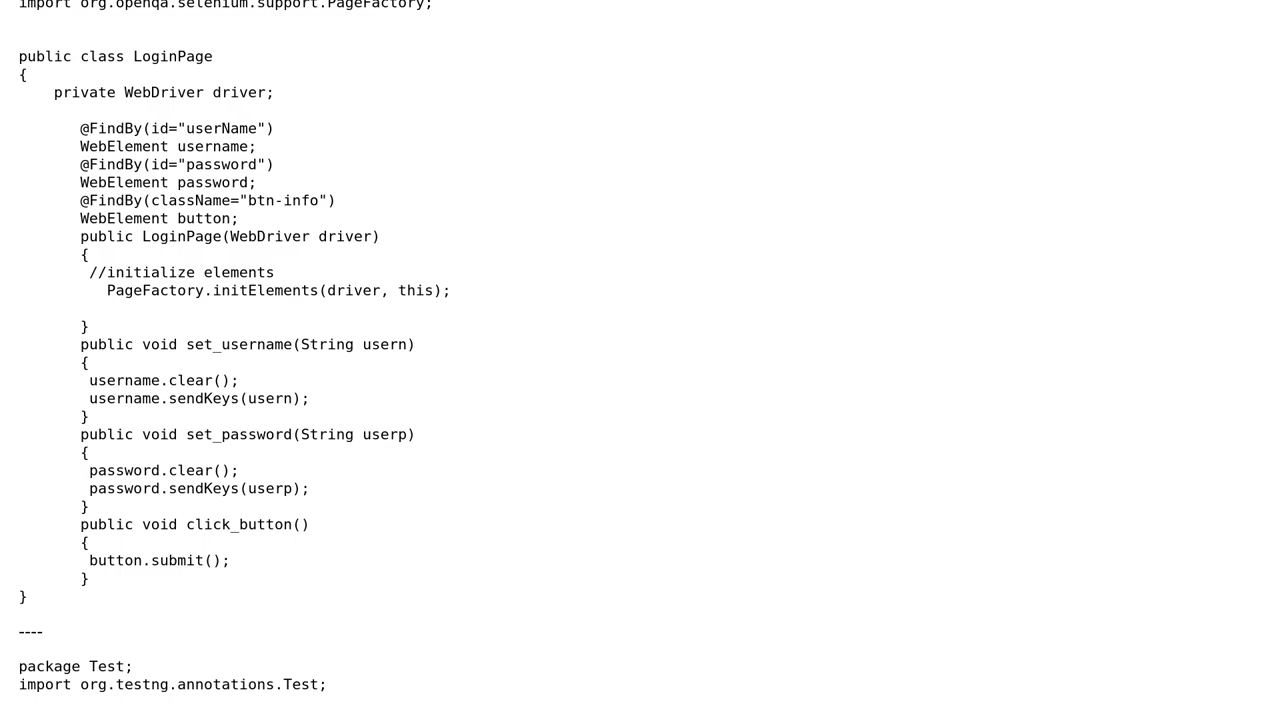 import org.openqa.selenium.support.PageFactory;
public class LoginPage
{
private WebDriver driver;
@FindBy(id="userName")
WebElement username;
@FindBy(id="password")
WebElement password;
@FindBy(className="btn-info")
WebElement button;
public LoginPage(WebDriver driver)
{
//initialize elements
PageFactory.initElements(driver, this);
}
public void set_username(String usern)
{
username.clear();
username.sendKeys(usern);
}
public void set_password(String userp)
{
password.clear();
password.sendKeys(userp);
}
public void click_button()
{
button.submit();
}
}
----
package Test;
import org.testng.annotations.Test;